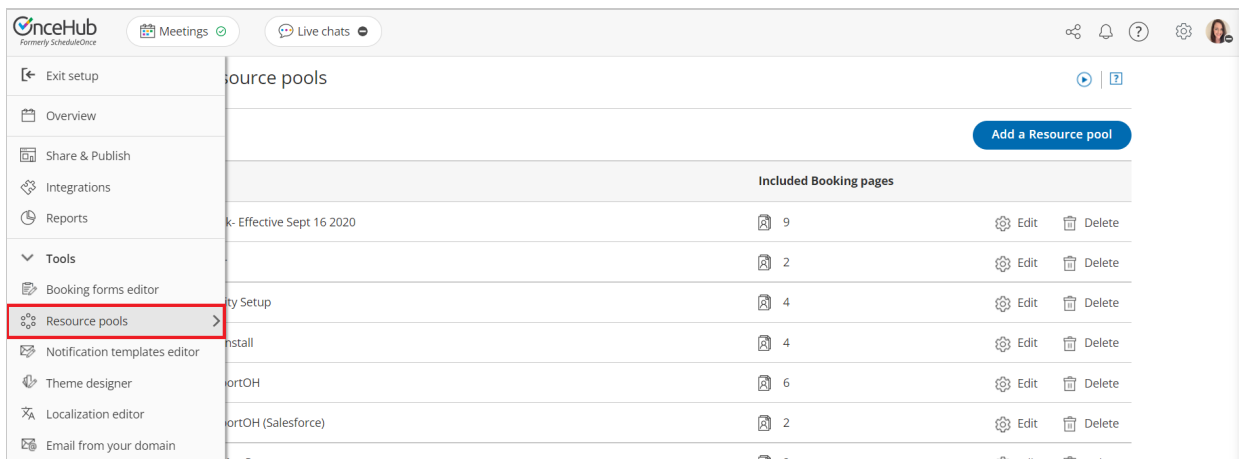 OnceHub
Formerly ScheduleOnce
Meetings
Live chats
?
Exit setup
Overview
Share & Publish
Integrations
Reports
Tools
Booking forms editor
Resource pools
Notification templates editor
Theme designer
Localization editor
Email from your domain
source pools
?
Add a Resource pool
Included Booking pages
k- Effective Sept 16 2020 9 Edit Delete
2 Edit Delete
ity Setup 4 Edit Delete
nstall 4 Edit Delete
ortOH 6 Edit Delete
ortOH (Salesforce) 2 Edit Delete